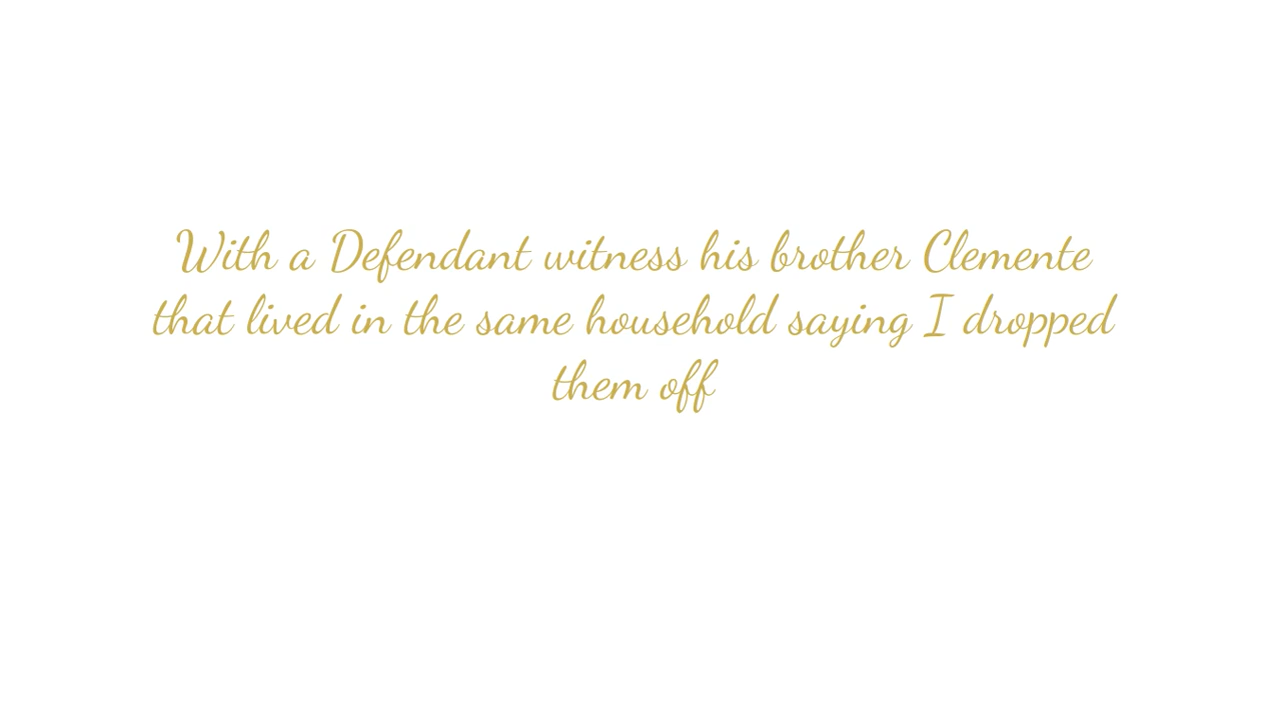 With a Defendant witness his brother Clemente
that lived in the same household saying I dropped
them off